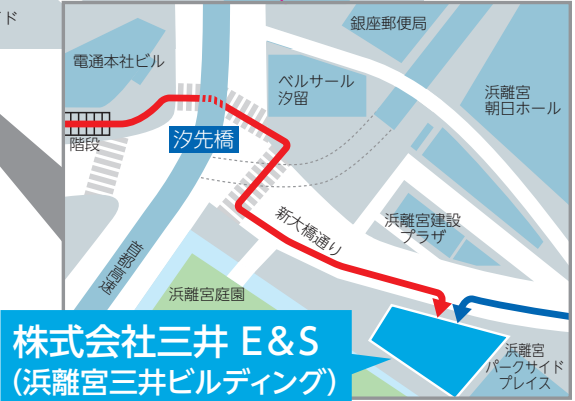 ド
銀座郵便局
電通本社ビル
ベルサール
汐留
浜離宮
朝日ホール
汐先橋
階段
新大橋通り
浜離宮建設
プラザ
首都高速
浜離宮庭園
株式会社三井 E&S
(浜離宮三井ビルディング)
浜離宮
パークサイド
プレイス